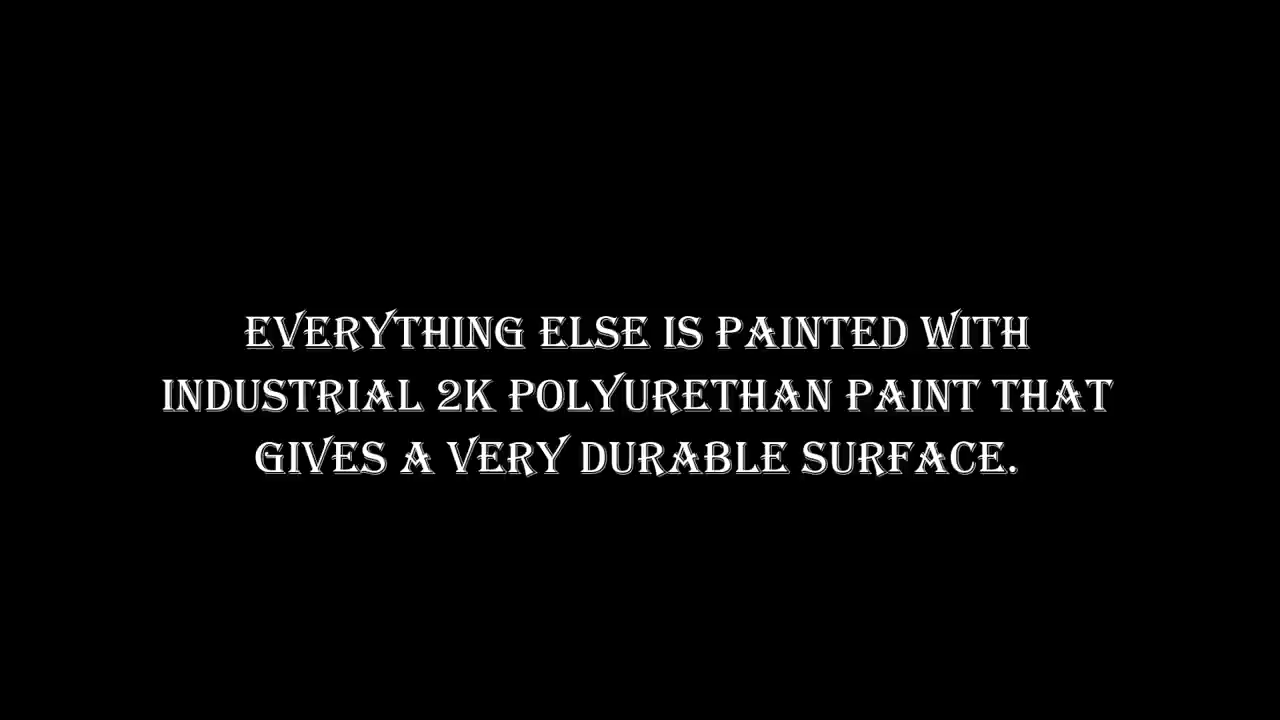 EVERYTHING ELSE IS PAINTED WITH
INDUSTRIAL 2K POLYURETHAN PAINT THAT
GIVES A VERY DURABLE SURFACE.